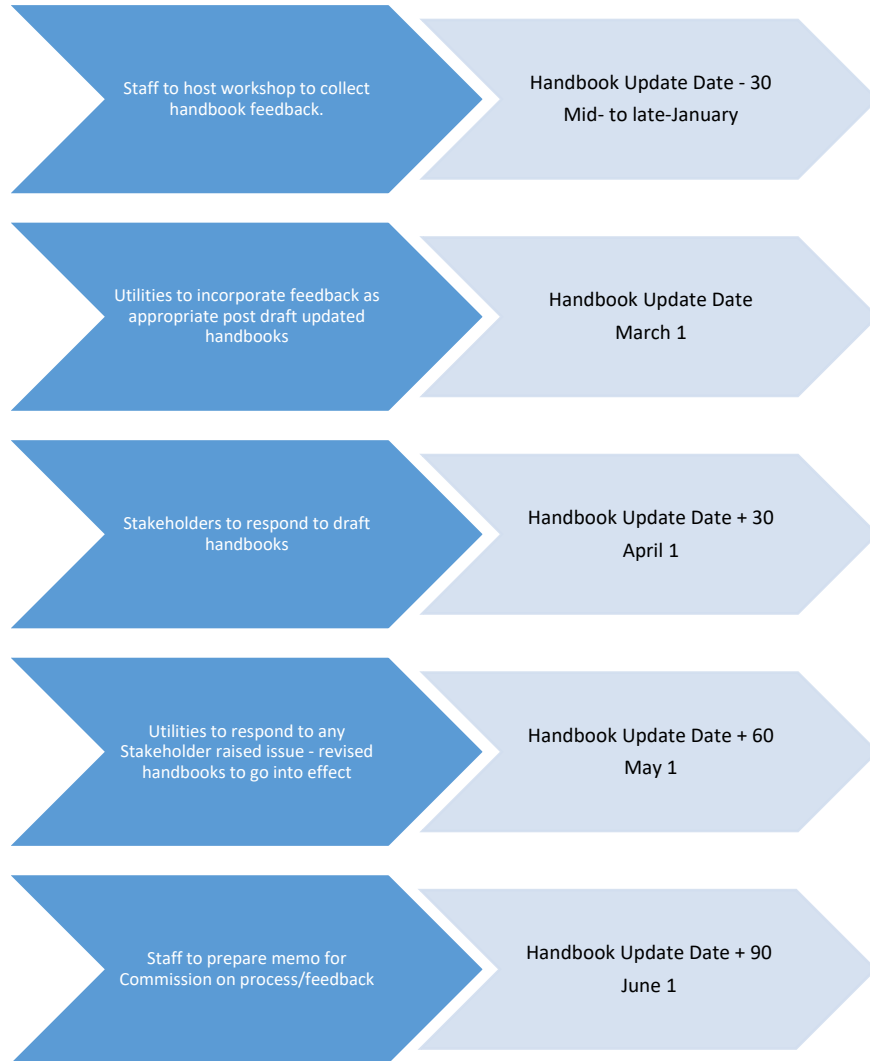 Staff to host workshop to collect
handbook feedback.
Handbook Update Date - 30
Mid- to late-January
Utilities to incorporate feedback as
appropriate post draft updated
handbooks
Handbook Update Date
March 1
Stakeholders to respond to draft
handbooks
Handbook Update Date + 30
April 1
Utilities to respond to any
Stakeholder raised issue - revised
handbooks to go into effect
Handbook Update Date + 60
May 1
Staff to prepare memo for
Commission on process/feedback
Handbook Update Date + 90
June 1